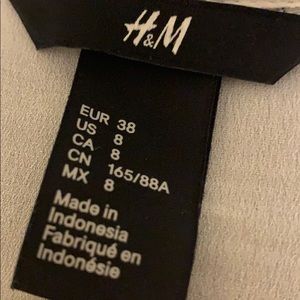 H&M
EUR 38
US 8
CA 8
CN 165/88A
MX 8
Made in
Indonesia
Fabriqué en
Indonésie